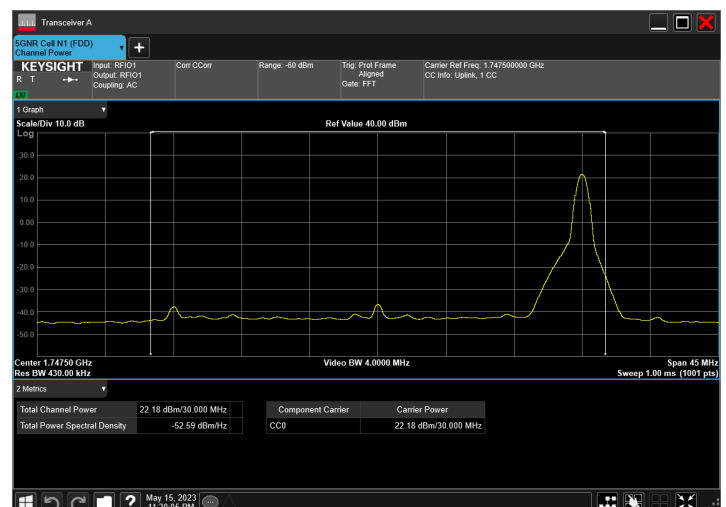 Transceiver A
5GNR Cell N1 (FDD)
Channel Power
KEYSIGHT
R T
LXI
Input: RFIO1
Output: RFIO1
Coupling: AC
Corr CCorr
Range: -60 dBm
Trig: Prot Frame
Aligned
Gate: FFT
Carrier Ref Freq: 1.747500000 GHz
CC Info: Uplink, 1 CC
1 Graph
Scale/Div 10.0 dB
Ref Value 40.00 dBm
Log
30.0
20.0
10.0
0.00
-10.0
-20.0
-30.0
-40.0
-50.0
Center 1.74750 GHz
Video BW 4.0000 MHz
Span 45 MHz
Res BW 430.00 kHz
Sweep 1.00 ms (1001 pts)
2 Metrics
Total Channel Power 22.18 dBm/30.000 MHz
Total Power Spectral Density -52.59 dBm/Hz
Component Carrier Carrier Power
CC0 22.18 dBm/30.000 MHz
?
May 15, 2023
11:20:05 PM